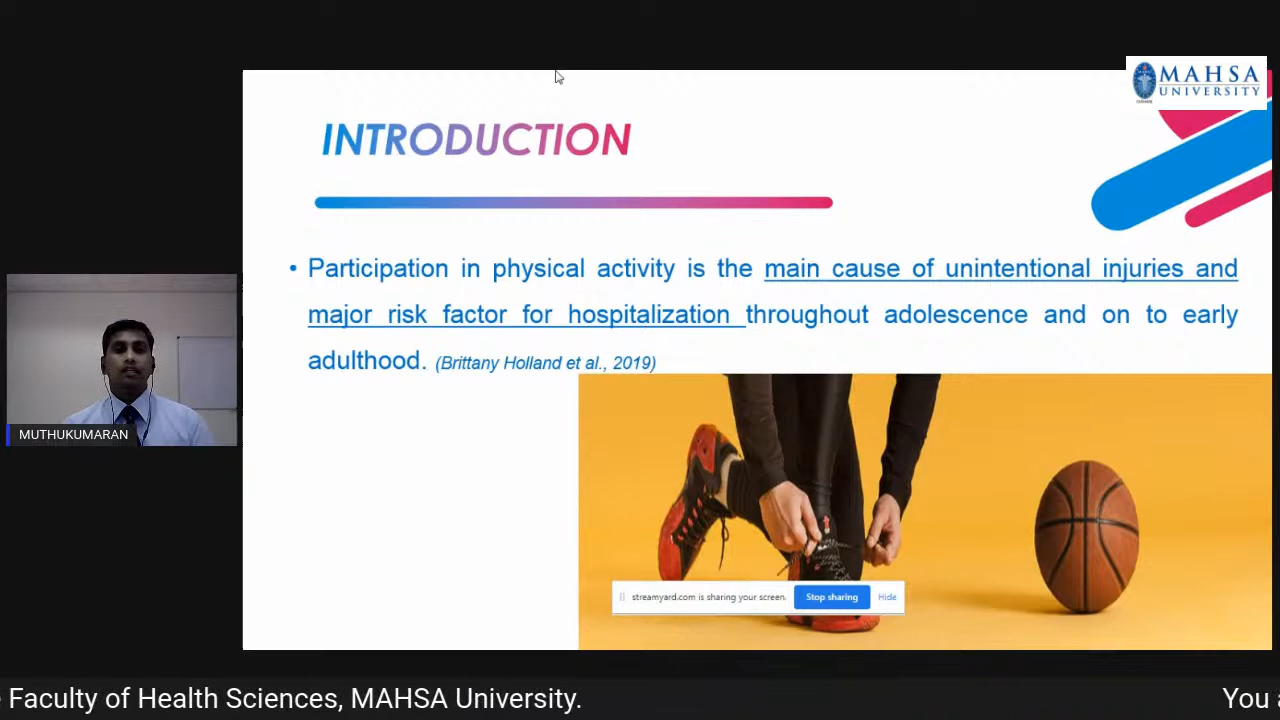 MAHSA
UNIVERSITY
INTRODUCTION
• Participation in physical activity is the main cause of unintentional injuries and
major risk factor for hospitalization throughout adolescence and on to early
adulthood. (Brittany Holland et al., 2019)
MUTHUKUMARAN
streamyard.com is sharing your screen. Stop sharing Hide
Faculty of Health Sciences, MAHSA University. You